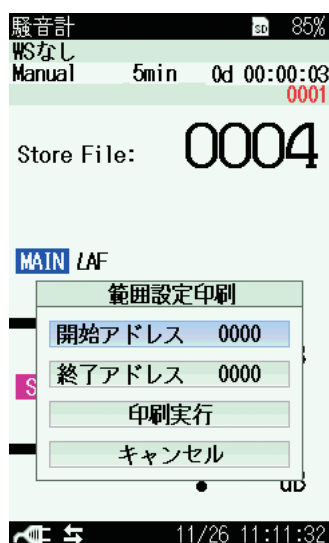 騒音計 SD 85%
WSなし
Manual 5min 0d 00:00:03
0001
Store File: 0004
MAIN LAF
範囲設定印刷
開始アドレス 0000
終了アドレス 0000
印刷実行
キャンセル
11/26 11:11:32